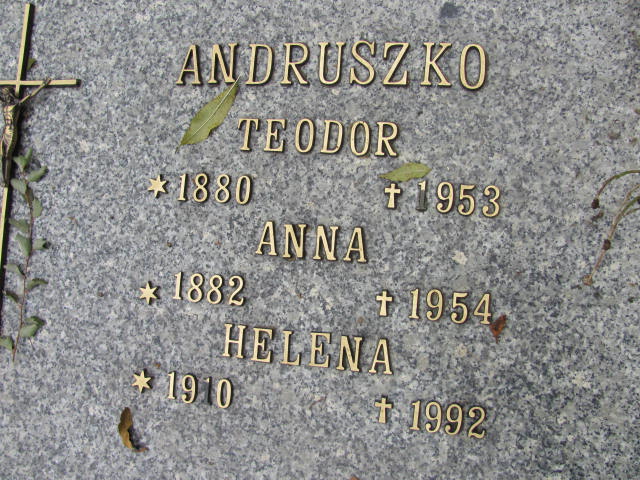 ANDRUSZKO
TEODOR
* 1880 ✝ 1953
ANNA
* 1882 ✝ 1954
HELENA
* 1910 ✝ 1992